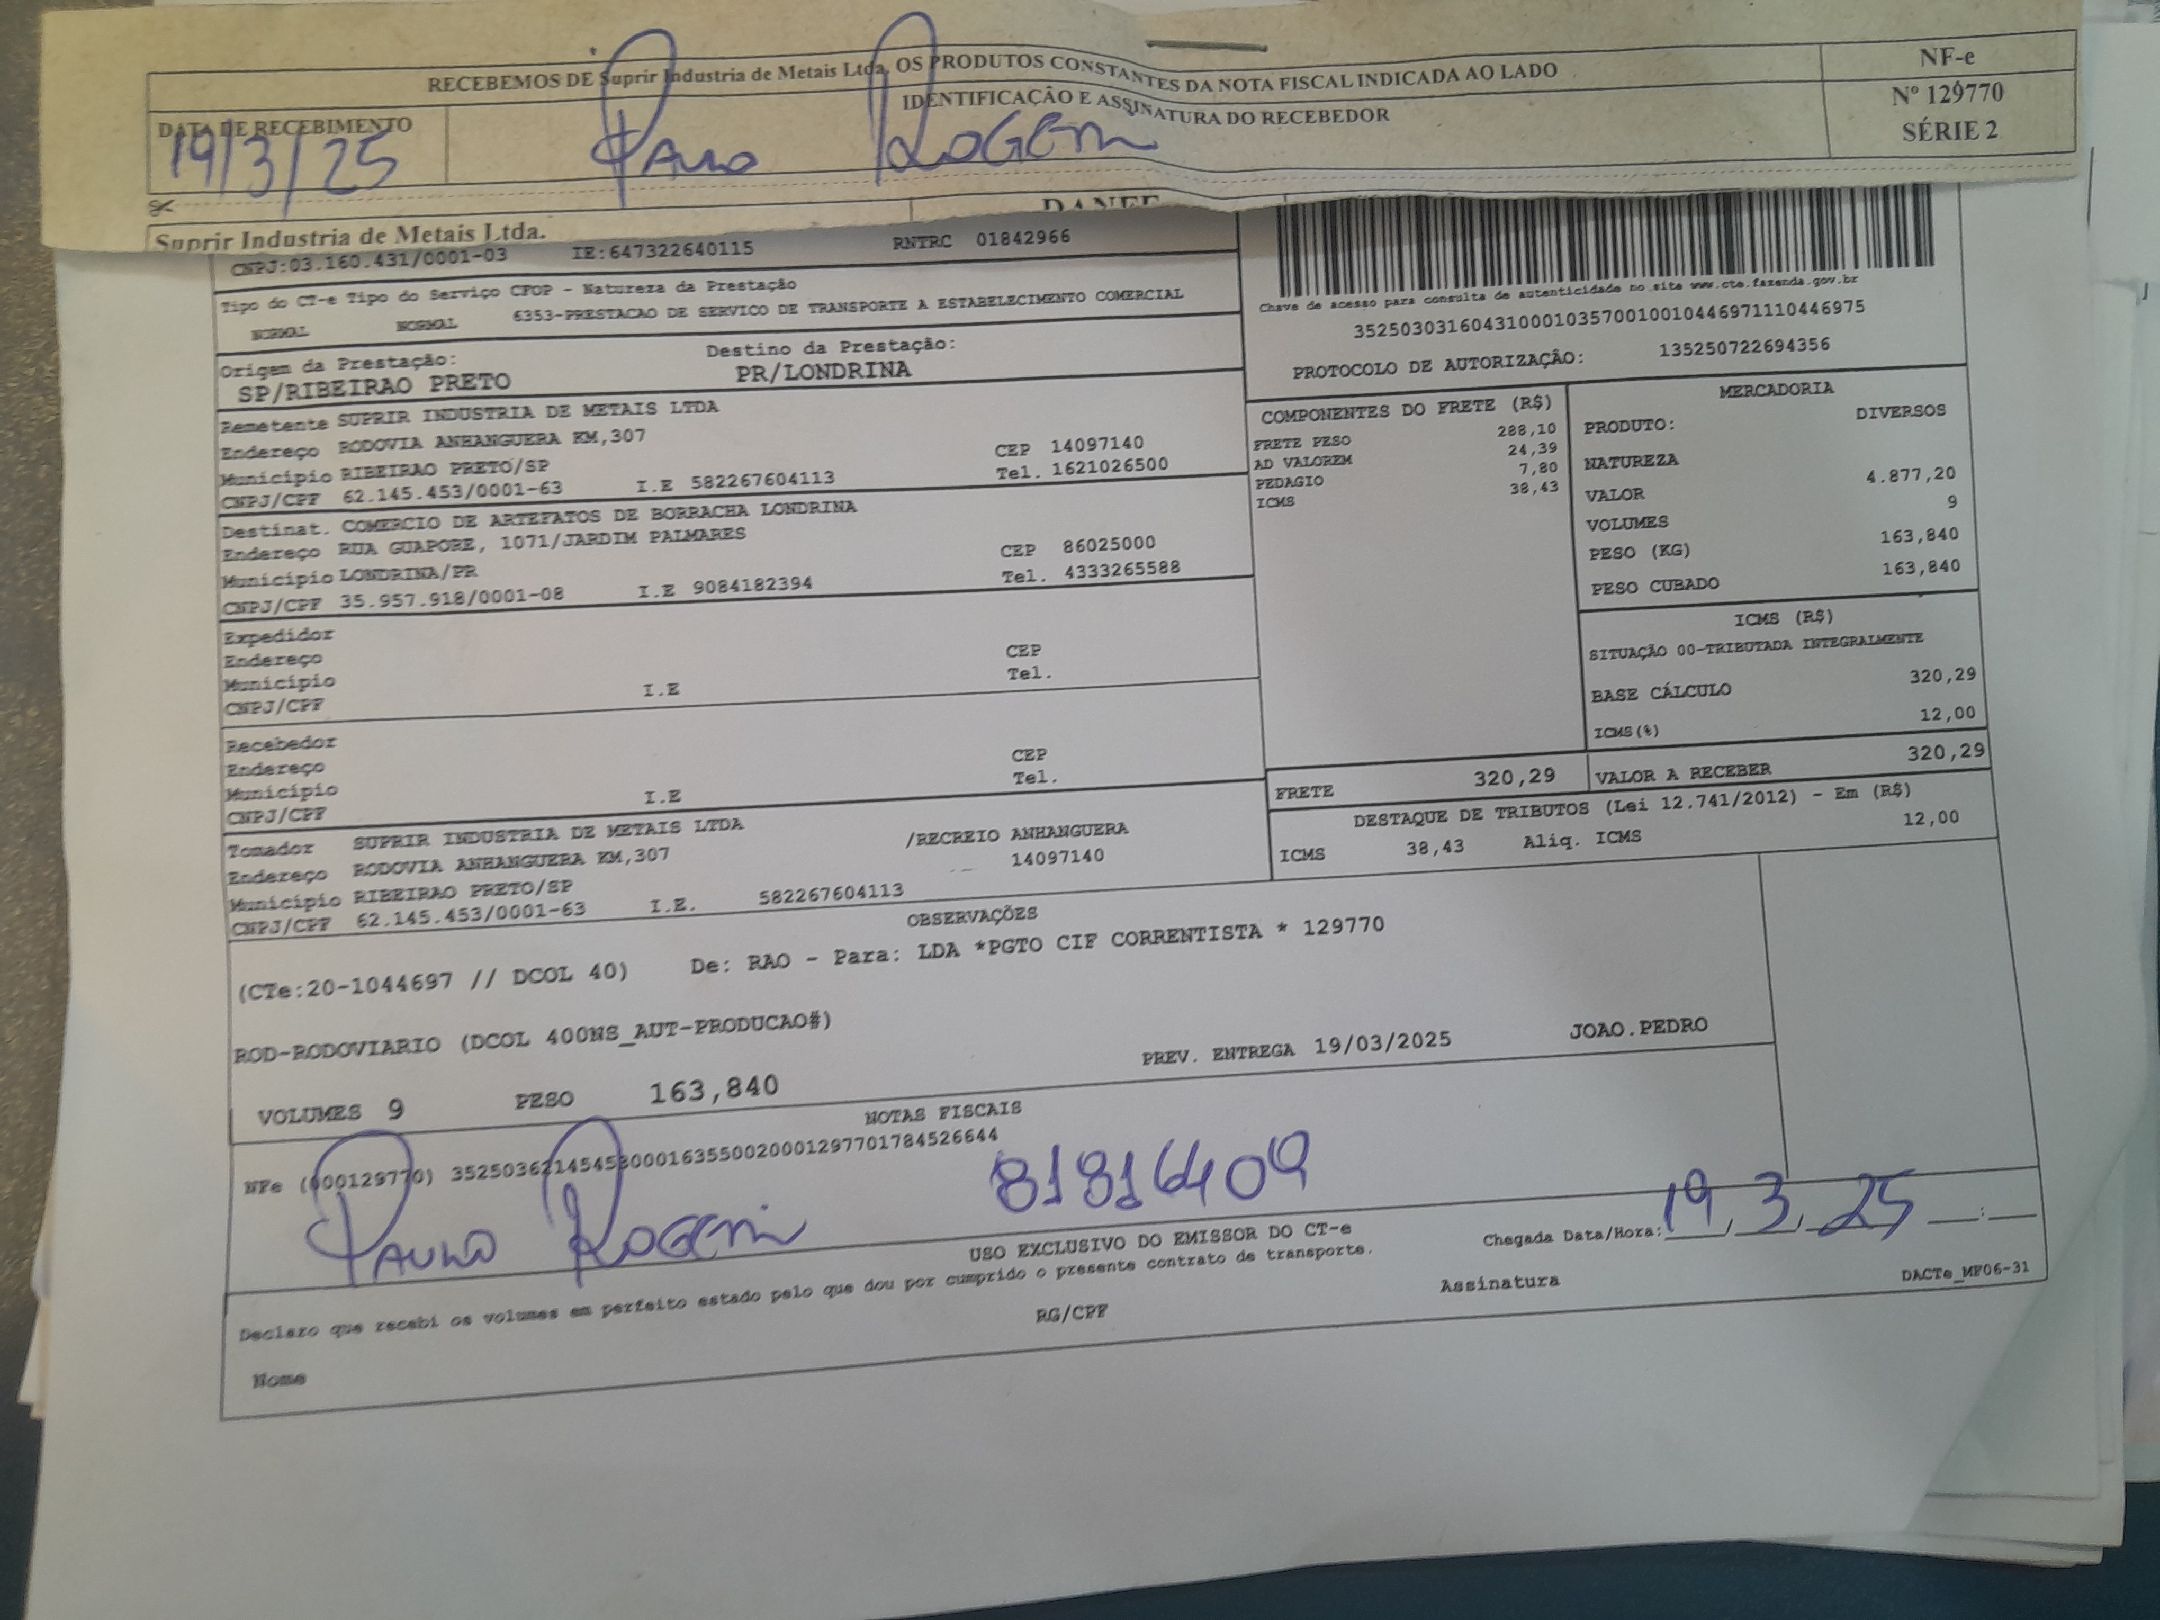 RECEBEMOS DE Suprir Industria de Metais Ltda. OS PRODUTOS CONSTANTES DA NOTA FISCAL INDICADA AO LADO
NF-e
Nº 129770
SÉRIE 2
DATA DE RECEBIMENTO
IDENTIFICAÇÃO E ASSINATURA DO RECEBEDOR
19/3/25
PAULO ROGERIO
Suprir Industria de Metais Ltda.
DANFE
CNPJ:03.160.431/0001-03 IE:647322640115 RNTRC 01842966
Tipo do CT-e Tipo do Serviço CFOP - Natureza da Prestação
NORMAL NORMAL 6353-PRESTACAO DE SERVICO DE TRANSPORTE A ESTABELECIMENTO COMERCIAL
Chave de acesso para consulta de autenticidade no site www.cte.fazenda.gov.br
35250303160431000103570010010446971110446975
PROTOCOLO DE AUTORIZAÇÃO: 135250722694356
Origem da Prestação: Destino da Prestação:
SP/RIBEIRAO PRETO PR/LONDRINA
Remetente SUPRIR INDUSTRIA DE METAIS LTDA
Endereço RODOVIA ANHANGUERA KM,307 CEP 14097140
Município RIBEIRAO PRETO/SP Tel. 1621026500
CNPJ/CPF 62.145.453/0001-63 I.E 582267604113
Destinat. COMERCIO DE ARTEFATOS DE BORRACHA LONDRINA
Endereço RUA GUAPORE, 1071/JARDIM PALMARES CEP 86025000
Município LONDRINA/PR Tel. 4333265588
CNPJ/CPF 35.957.918/0001-08 I.E 9084182394
Expedidor
Endereço CEP
Município Tel.
CNPJ/CPF I.E
Recebedor
Endereço CEP
Município Tel.
CNPJ/CPF I.E
Tomador SUPRIR INDUSTRIA DE METAIS LTDA
Endereço RODOVIA ANHANGUERA KM,307 /RECREIO ANHANGUERA
Município RIBEIRAO PRETO/SP 14097140
CNPJ/CPF 62.145.453/0001-63 I.E. 582267604113
COMPONENTES DO FRETE (R$)
FRETE PESO 288,10
AD VALOREM 24,39
PEDAGIO 7,80
ICMS 38,43
MERCADORIA
PRODUTO: DIVERSOS
NATUREZA
VALOR 4.877,20
VOLUMES 9
PESO (KG) 163,840
PESO CUBADO 163,840
ICMS (R$)
SITUAÇÃO 00-TRIBUTADA INTEGRALMENTE
BASE CÁLCULO 320,29
ICMS(%) 12,00
FRETE 320,29 VALOR A RECEBER 320,29
DESTAQUE DE TRIBUTOS (Lei 12.741/2012) - Em (R$)
ICMS 38,43 Aliq. ICMS 12,00
OBSERVAÇÕES
(CTe:20-1044697 // DCOL 40) De: RAO - Para: LDA *PGTO CIF CORRENTISTA * 129770
ROD-RODOVIARIO (DCOL 400NS_AUT-PRODUCAO#)
PREV. ENTREGA 19/03/2025 JOAO.PEDRO
VOLUMES 9 PESO 163,840
NOTAS FISCAIS
NFe (000129770) 35250362145453000163550020001297701784526644
PAULO ROGERIO 81816409
USO EXCLUSIVO DO EMISSOR DO CT-e
Chegada Data/Hora: 19/3/25 __:__
Declaro que recebi os volumes em perfeito estado pelo que dou por cumprido o presente contrato de transporte.
Nome RG/CPF Assinatura DACTe_MF06-31